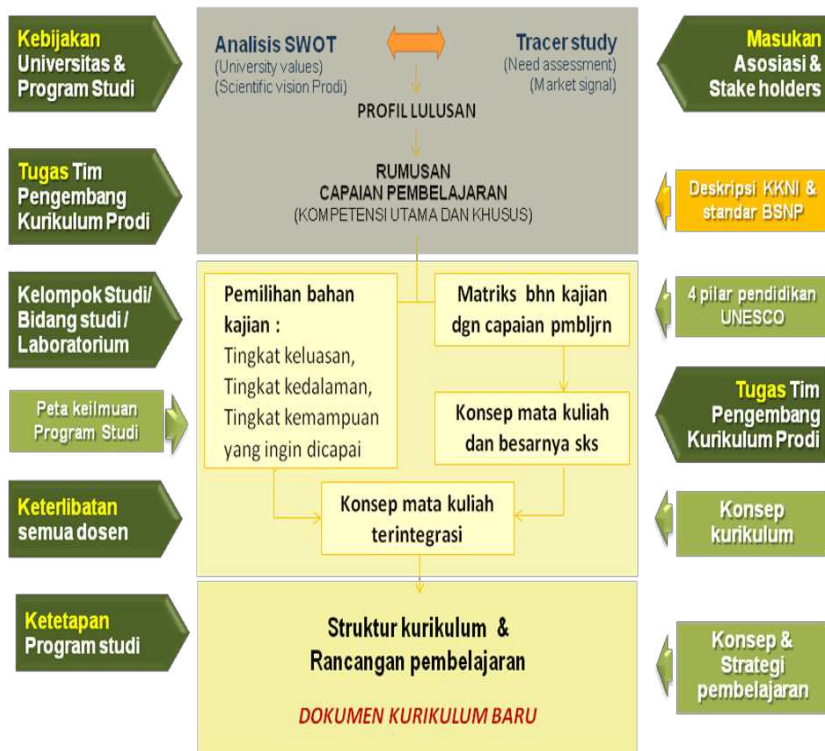 Kebijakan
Universitas &
Program Studi
Tugas Tim
Pengembang
Kurikulum Prodi
Kelompok Studi/
Bidang studi /
Laboratorium
Peta keilmuan
Program Studi
Keterlibatan
semua dosen
Ketetapan
Program studi
Analisis SWOT
(University values)
(Scientific vision Prodi)
Tracer study
(Need assessment)
(Market signal)
PROFIL LULUSAN
RUMUSAN
CAPAIAN PEMBELAJARAN
(KOMPETENSI UTAMA DAN KHUSUS)
Pemilihan bahan
kajian :
Tingkat keluasan,
Tingkat kedalaman,
Tingkat kemampuan
yang ingin dicapai
Matriks bhn kajian
dgn capaian pmbljrn
Konsep mata kuliah
dan besarnya sks
Konsep mata kuliah
terintegrasi
Struktur kurikulum &
Rancangan pembelajaran
DOKUMEN KURIKULUM BARU
Masukan
Asosiasi &
Stake holders
Deskripsi KKNI &
standar BSNP
4 pilar pendidikan
UNESCO
Tugas Tim
Pengembang
Kurikulum Prodi
Konsep
kurikulum
Konsep &
Strategi
pembelajaran